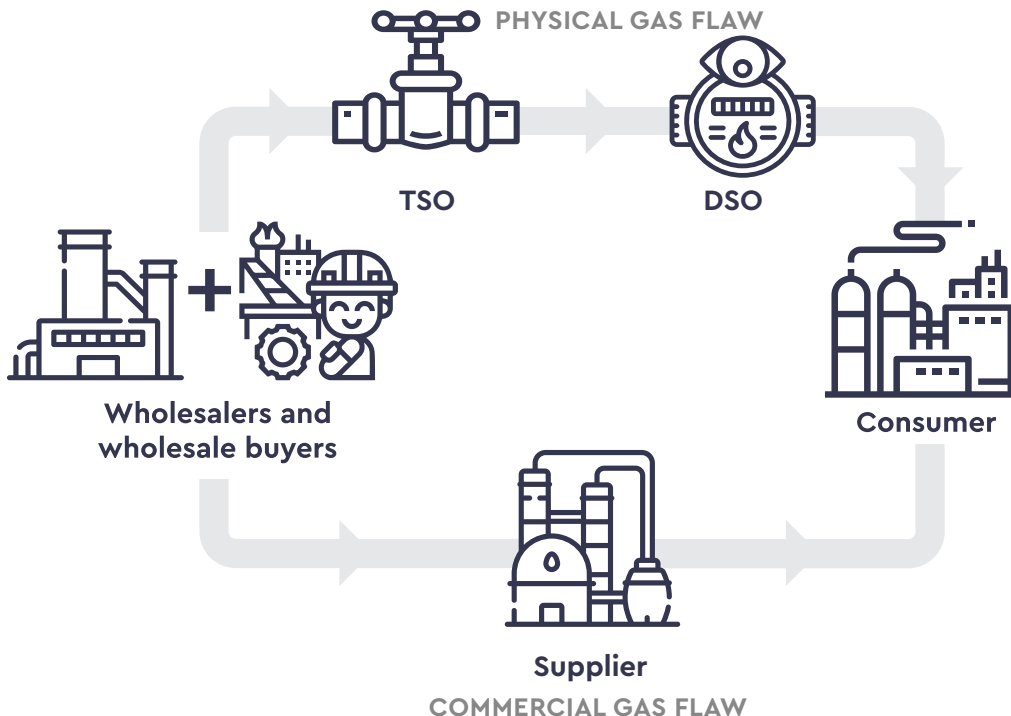 PHYSICAL GAS FLAW
TSO
DSO
Wholesalers and
wholesale buyers
Consumer
Supplier
COMMERCIAL GAS FLAW